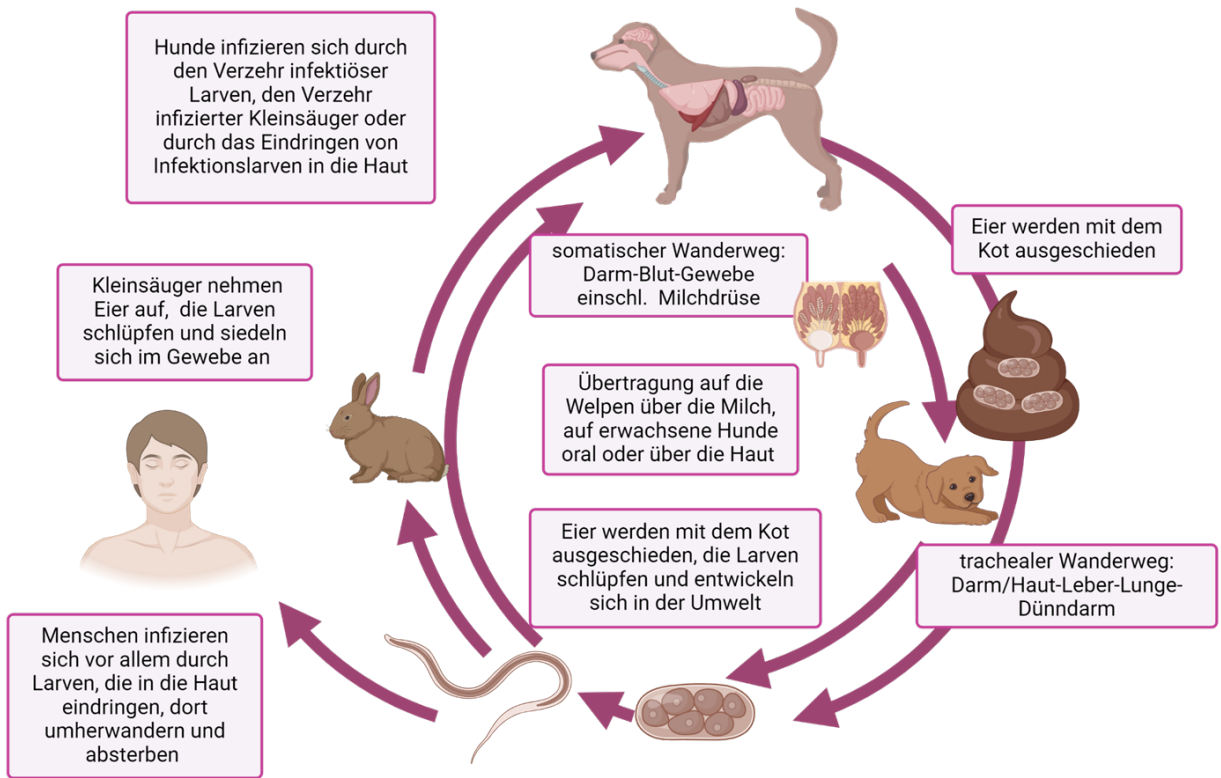 Hunde infizieren sich durch
den Verzehr infektiöser
Larven, den Verzehr
infizierter Kleinsäuger oder
durch das Eindringen von
Infektionslarven in die Haut
Eier werden mit dem
Kot ausgeschieden
somatischer Wanderweg:
Darm-Blut-Gewebe
einschl. Milchdrüse
Kleinsäuger nehmen
Eier auf, die Larven
schlüpfen und siedeln
sich im Gewebe an
Übertragung auf die
Welpen über die Milch,
auf erwachsene Hunde
oral oder über die Haut
Eier werden mit dem Kot
ausgeschieden, die Larven
schlüpfen und entwickeln
sich in der Umwelt
trachealer Wanderweg:
Darm/Haut-Leber-Lunge-
Dünndarm
Menschen infizieren
sich vor allem durch
Larven, die in die Haut
eindringen, dort
umherwandern und
absterben